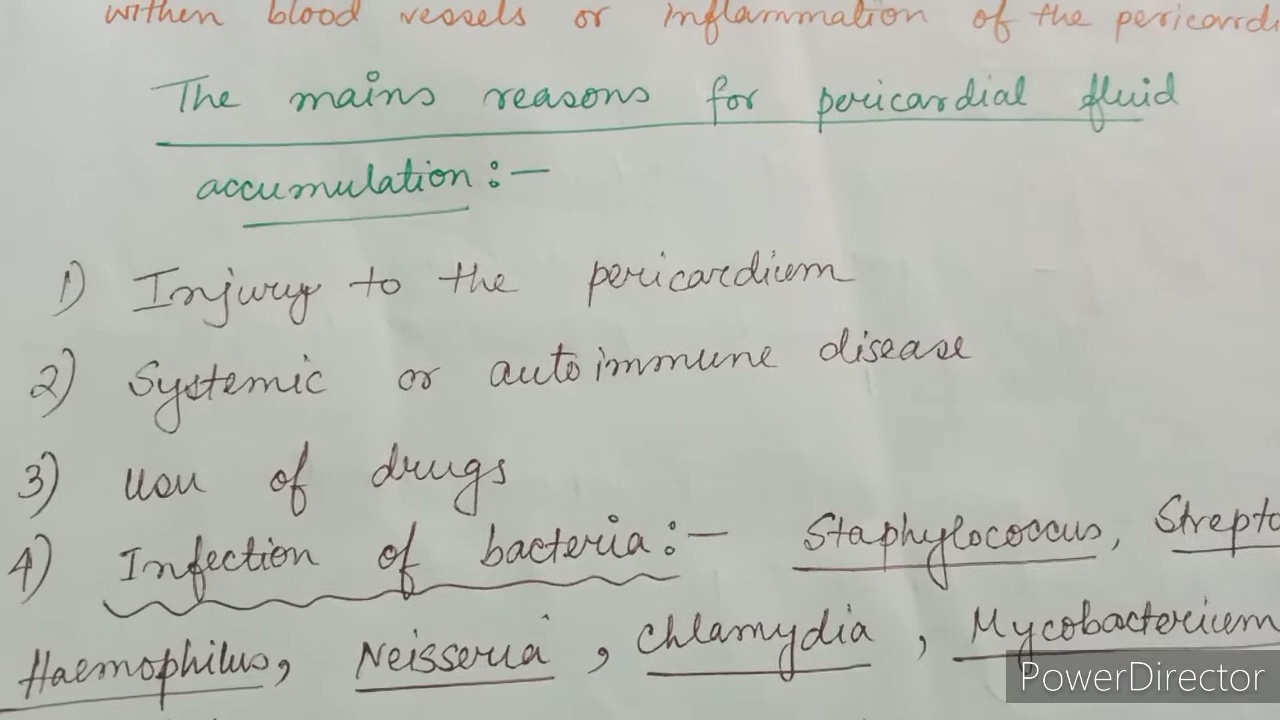 within blood vessels or inflammation of the pericardi
The mains reasons for pericardial fluid
accumulation :-
1) Injury to the pericardium
2) Systemic or autoimmune disease
3) use of drugs
4) Infection of bacteria :- Staphylococcus, Strepto
Haemophilus, Neisseria, Chlamydia, Mycobacterium
PowerDirector